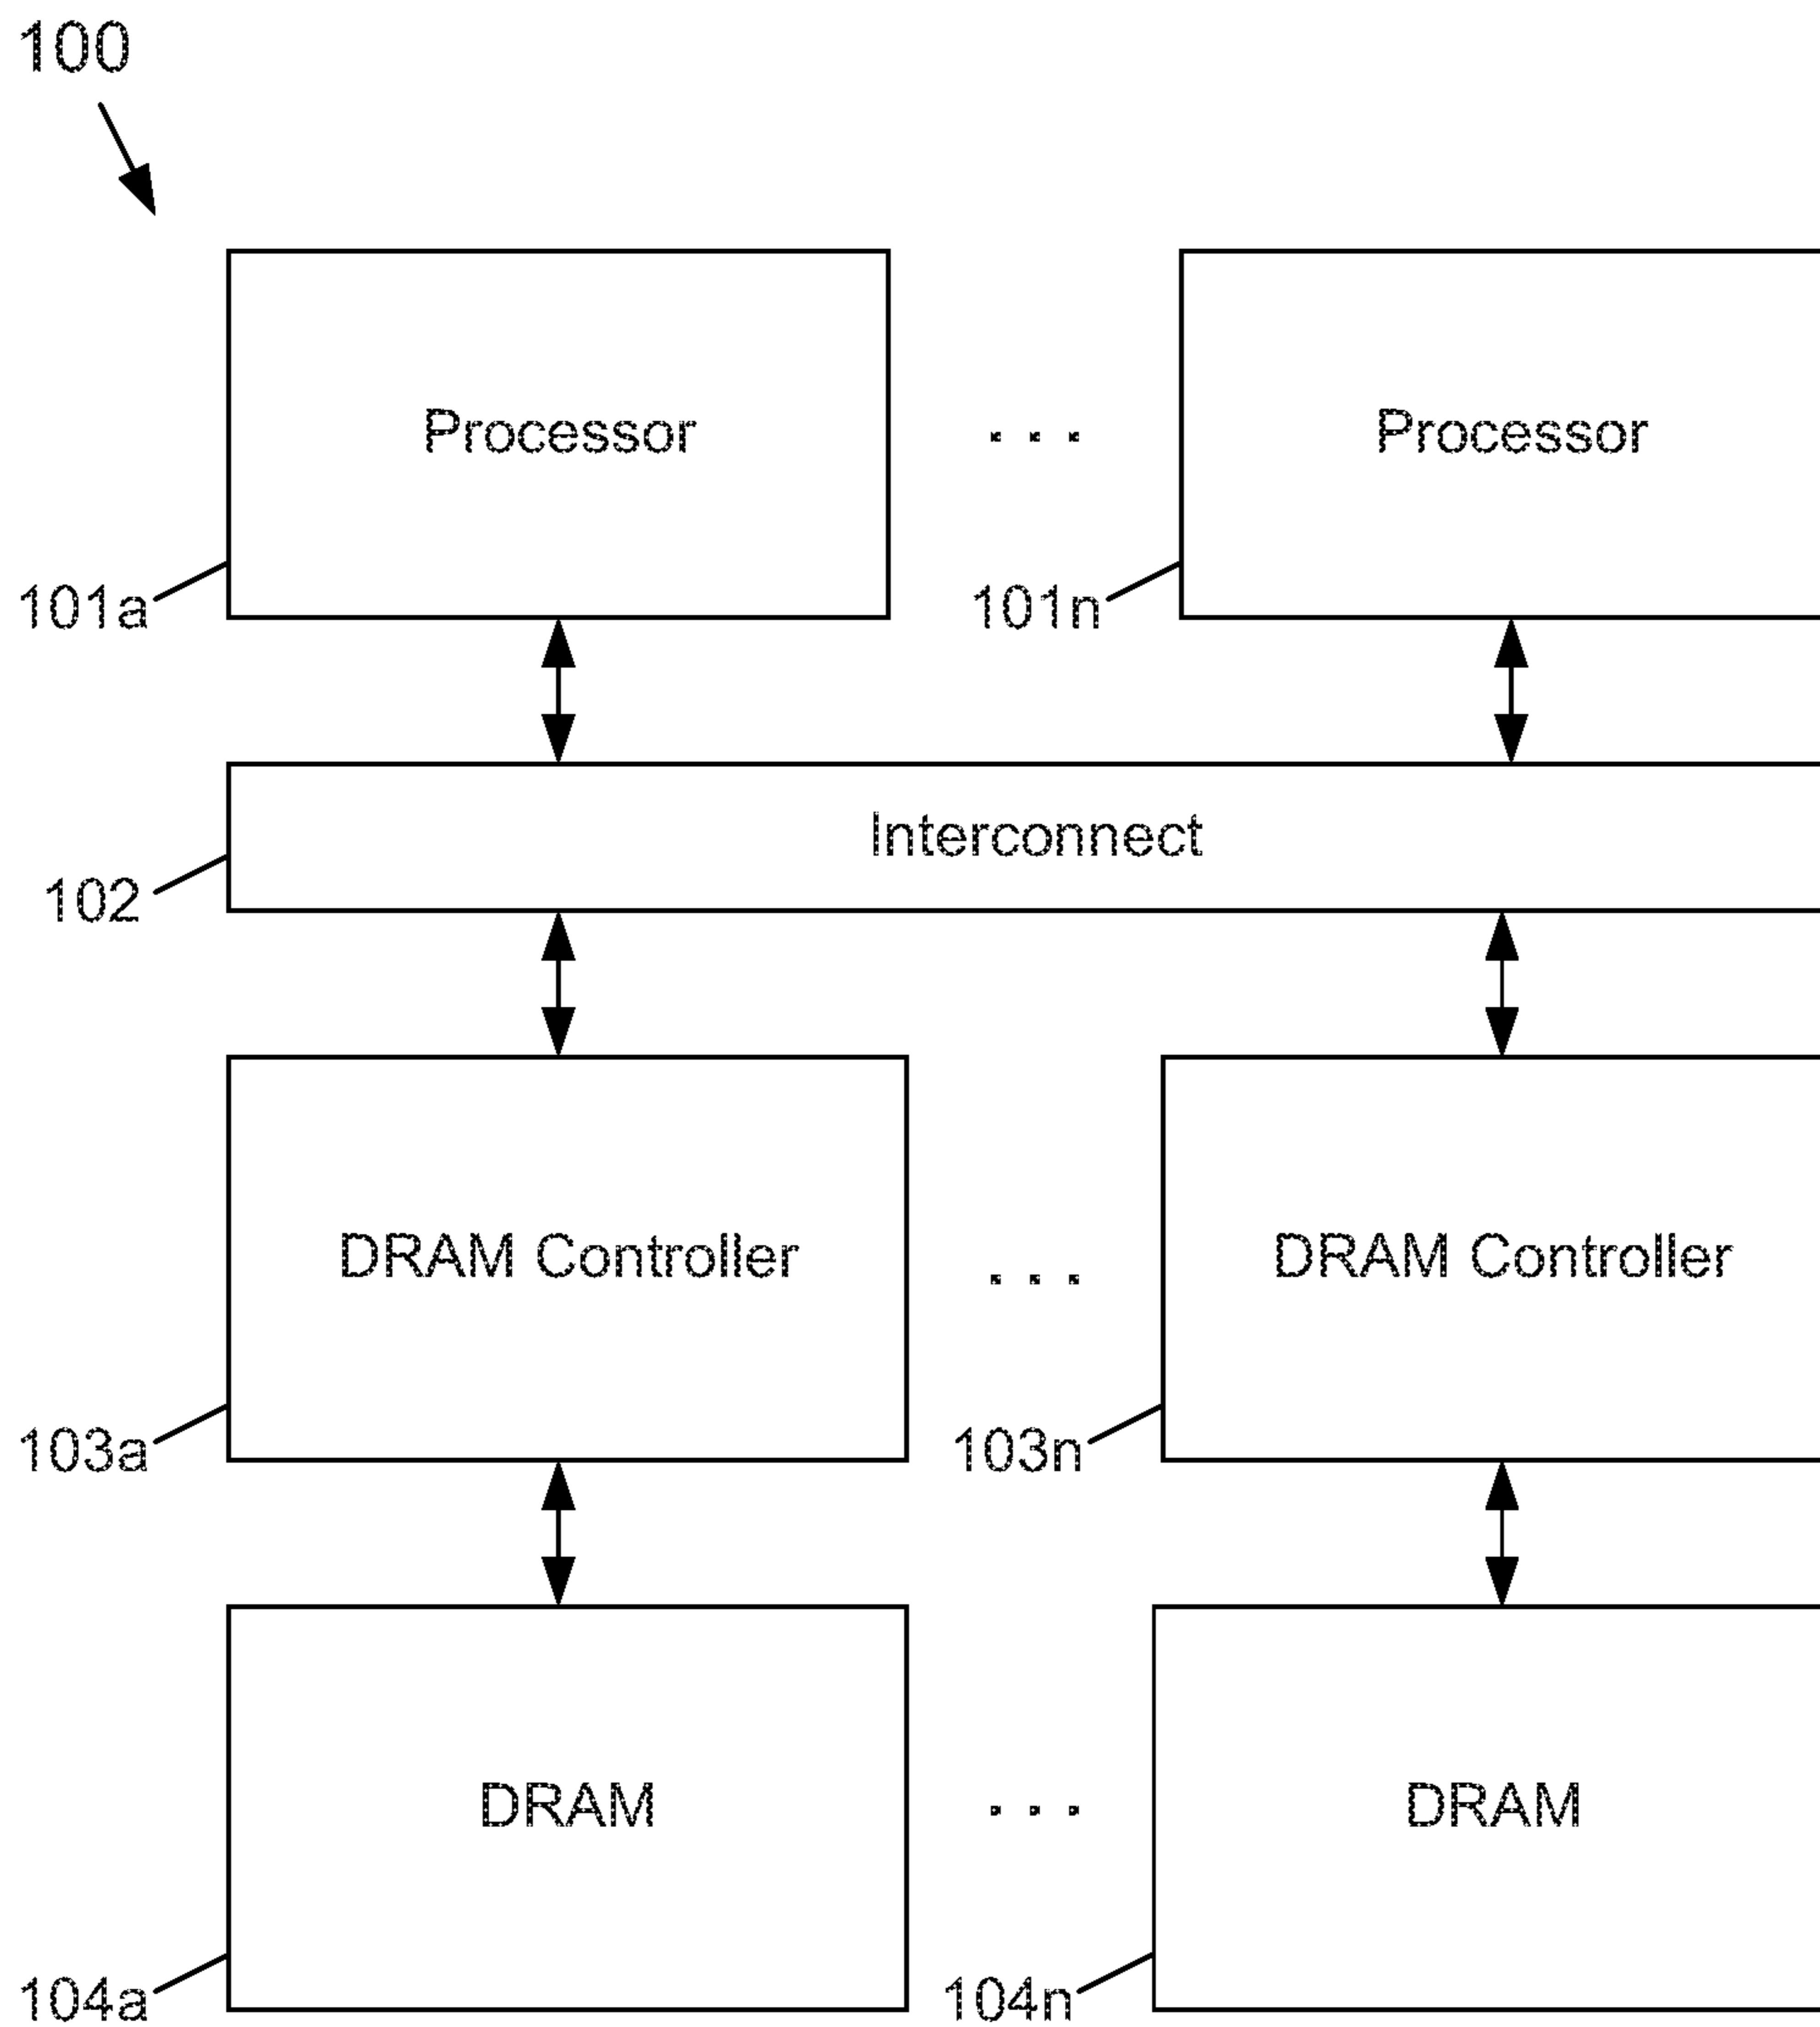 100
Processor
. . .
Processor
101a
101n
Interconnect
102
DRAM Controller
. . .
DRAM Controller
103a
103n
DRAM
. . .
DRAM
104a
104n